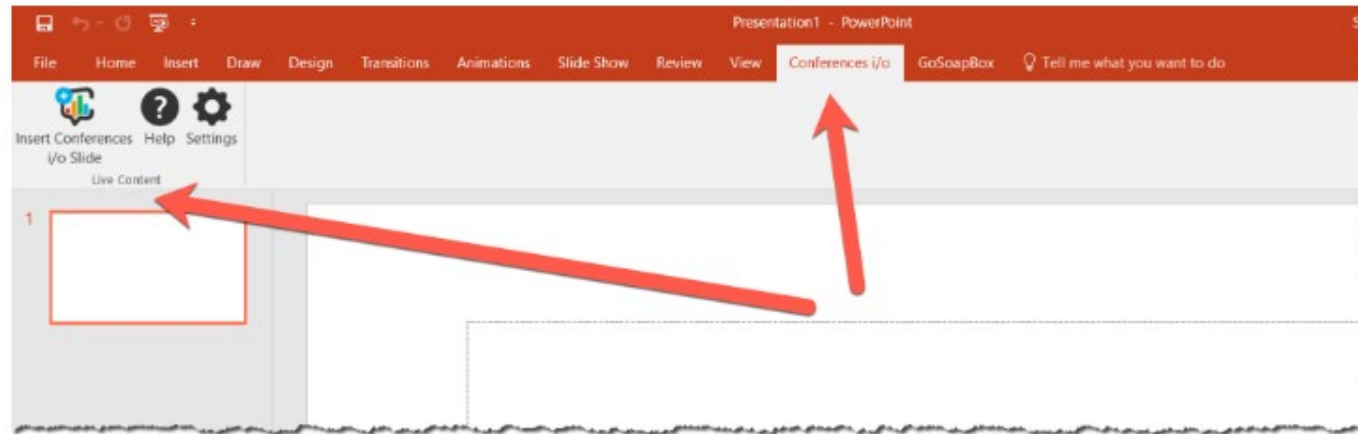 Presentation1 - PowerPoint
File Home Insert Draw Design Transitions Animations Slide Show Review View Conferences i/o GoSoapBox Tell me what you want to do
Insert Conferences i/o Slide Help Settings
Live Content
1